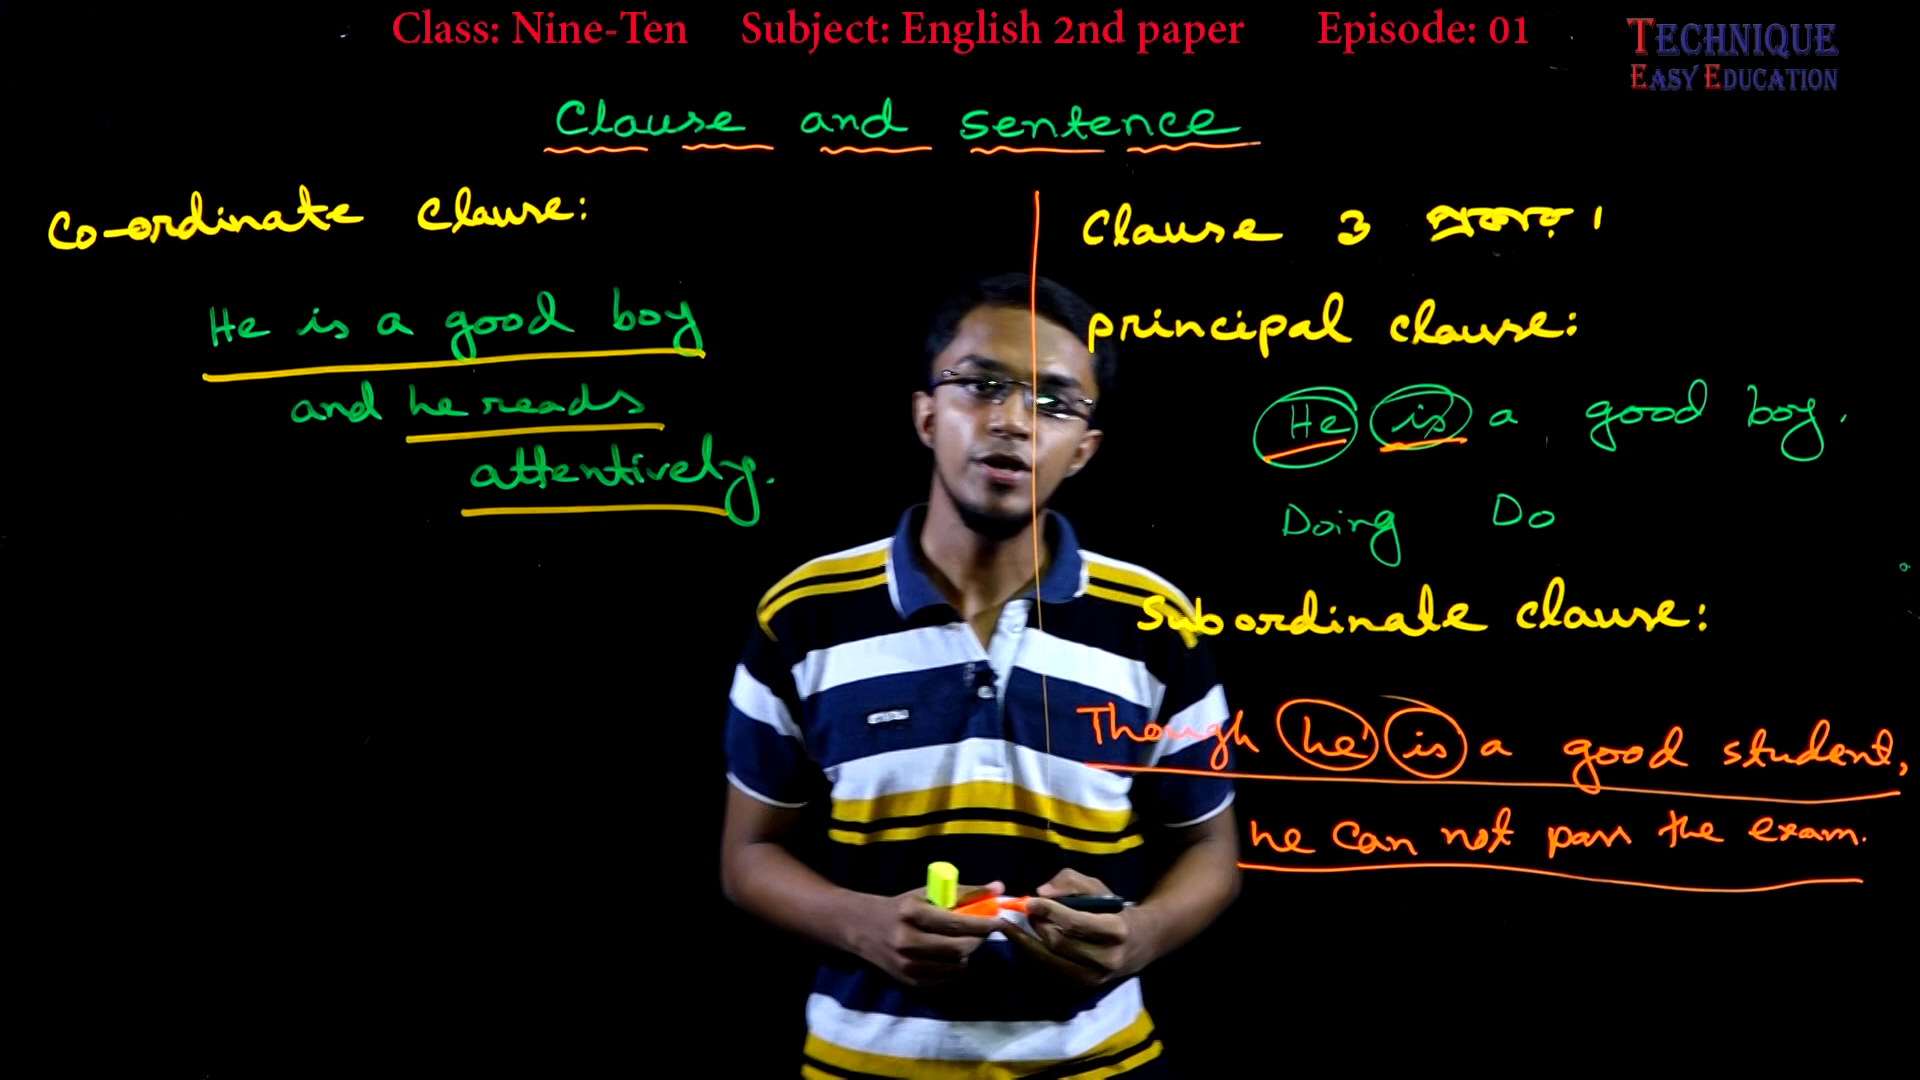 Class: Nine-Ten Subject: English 2nd paper Episode: 01
TECHNIQUE
EASY EDUCATION
Clause and sentence
Co-ordinate clause:
He is a good boy
and he reads
attentively.
Clause 3 প্রকার।
principal clause:
He is a good boy.
Doing Do
Subordinate clause:
Though he is a good student,
he can not pass the exam.